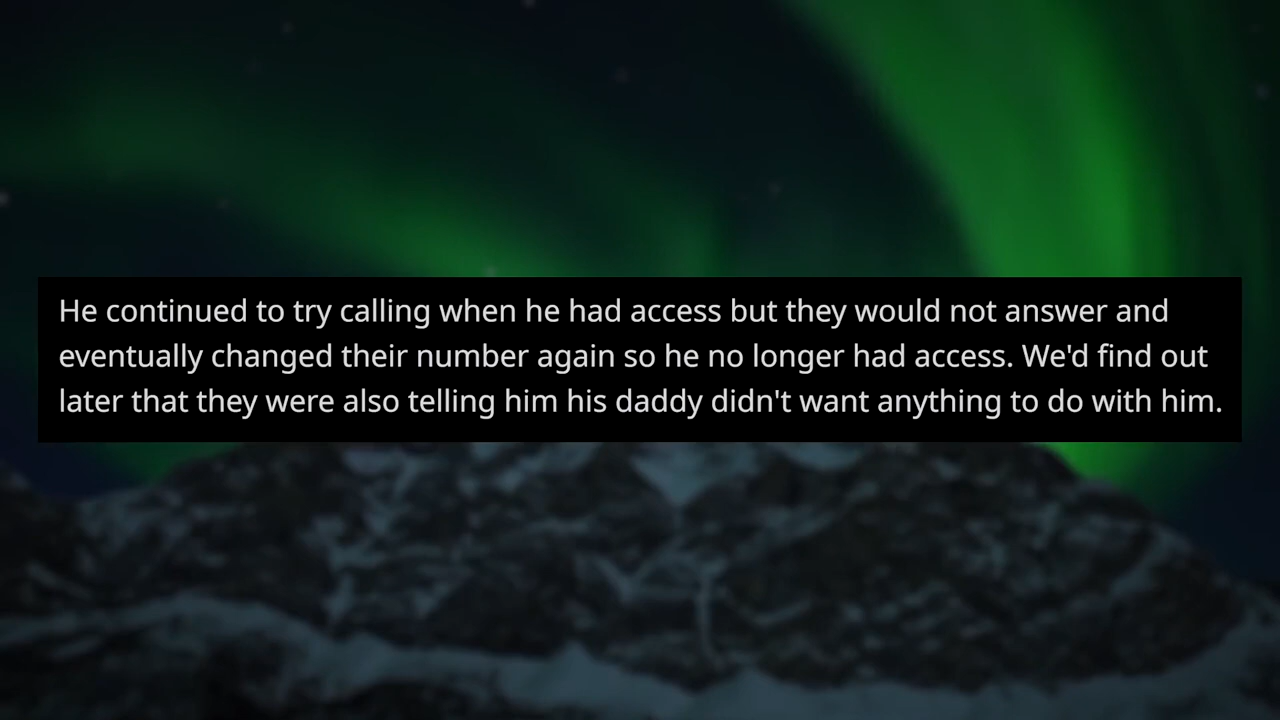 He continued to try calling when he had access but they would not answer and
eventually changed their number again so he no longer had access. We'd find out
later that they were also telling him his daddy didn't want anything to do with him.